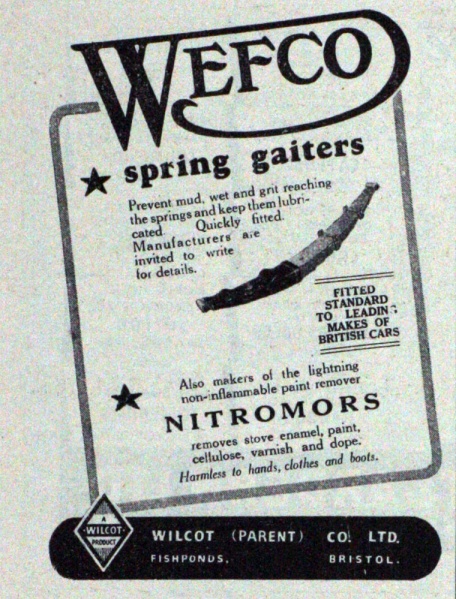 WEFCO
spring gaiters
Prevent mud, wet and grit reaching
the springs and keep them lubri-
cated. Quickly fitted.
Manufacturers are
invited to write
for details.
FITTED
STANDARD
TO LEADING
MAKES OF
BRITISH CARS
Also makers of the lightning
non-inflammable paint remover
NITROMORS
removes stove enamel, paint,
cellulose, varnish and dope.
Harmless to hands, clothes and boots.
A
WILCOT
PRODUCT
WILCOT (PARENT) CO. LTD.
FISHPONDS, BRISTOL.